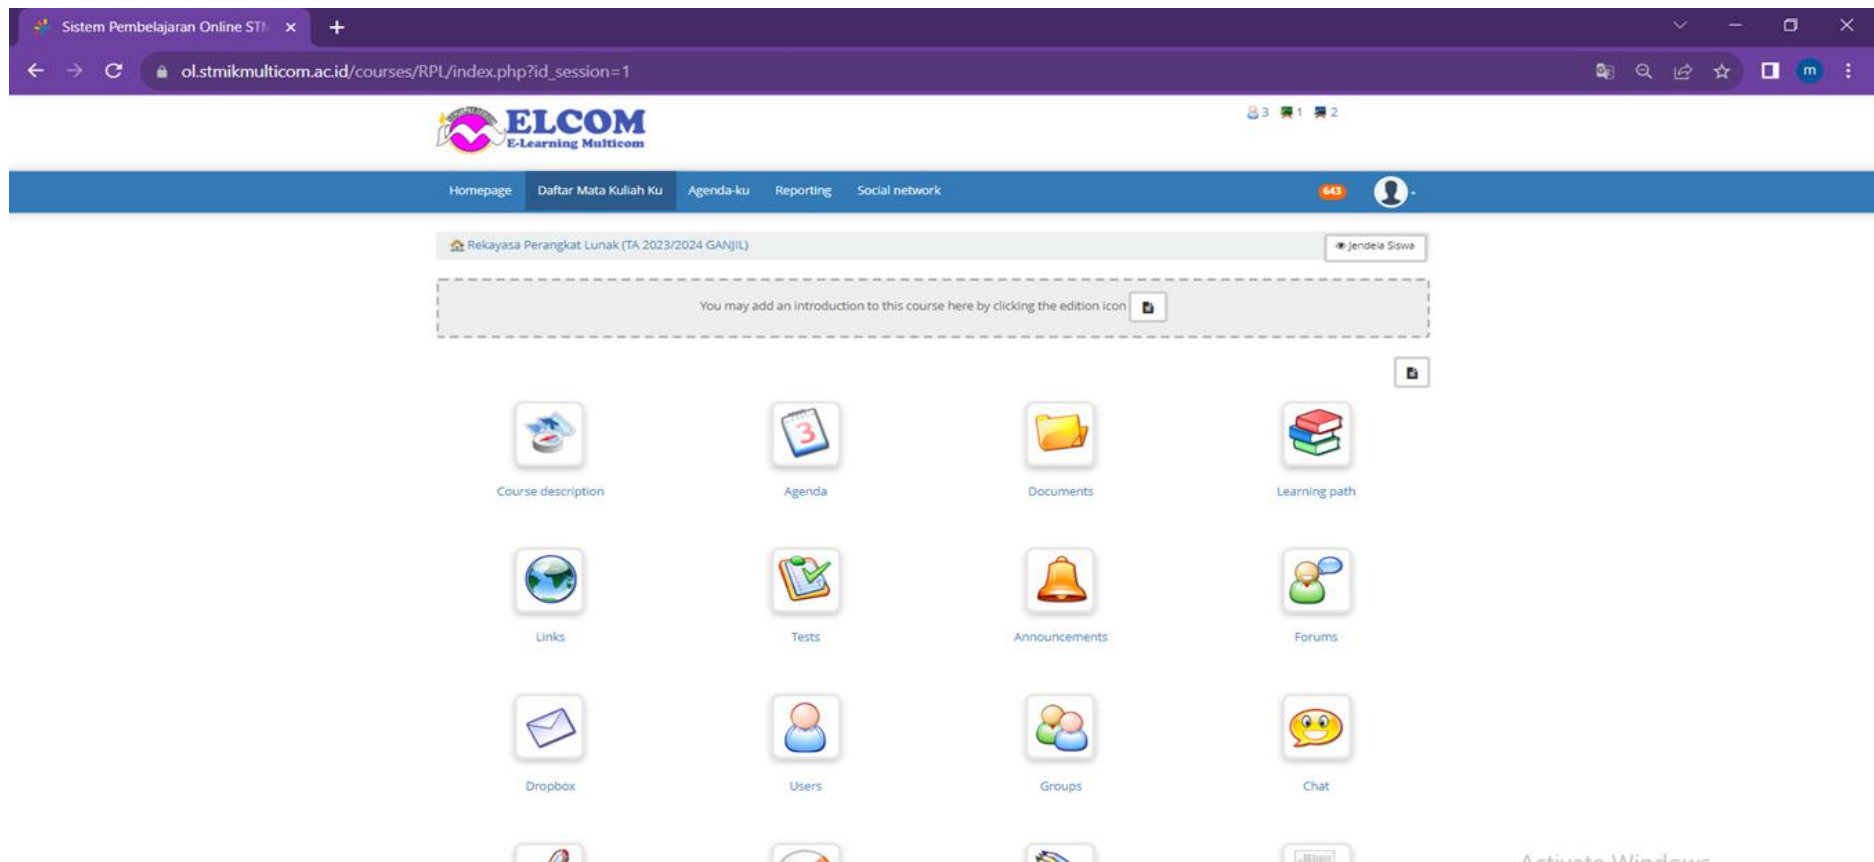 Sistem Pembelajaran Online STM
ol.stmikmulticom.ac.id/courses/RPL/index.php?id_session=1
m
ELCOM
E-Learning Multicom
3 1 2
Homepage Daftar Mata Kuliah Ku Agenda-ku Reporting Social network 643
Rekayasa Perangkat Lunak (TA 2023/2024 GANJIL) Jendela Siswa
You may add an introduction to this course here by clicking the edition icon
3
Course description Agenda Documents Learning path
Links Tests Announcements Forums
Dropbox Users Groups Chat
Activate Windows